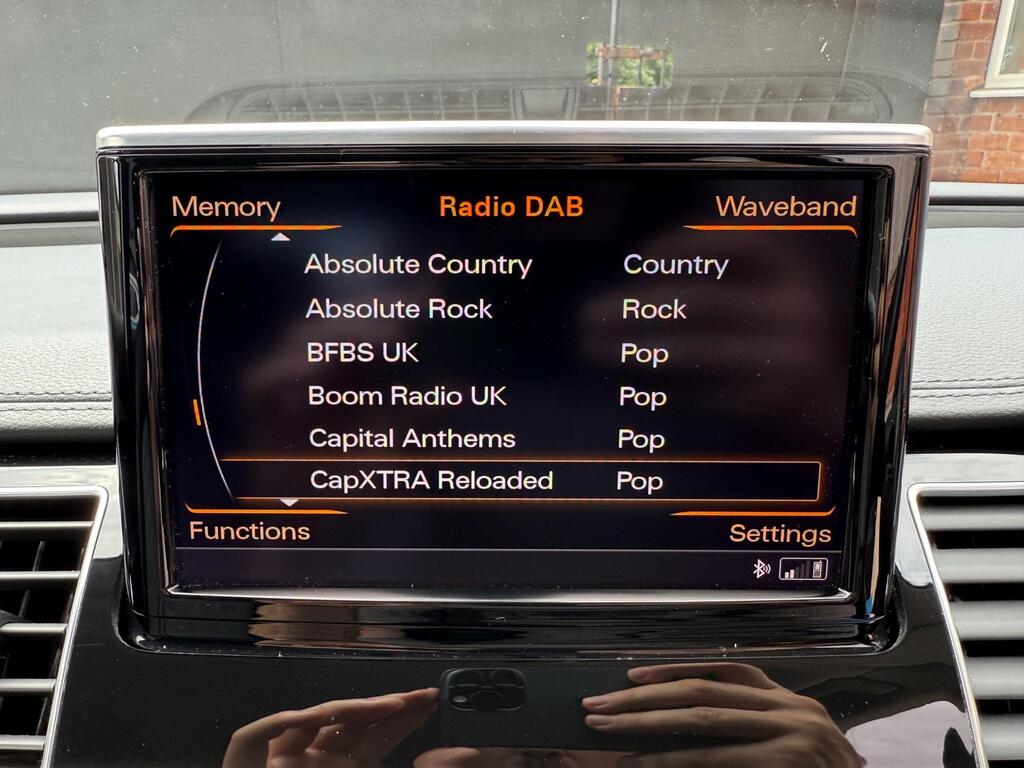 Memory Radio DAB Waveband
Absolute Country Country
Absolute Rock Rock
BFBS UK Pop
Boom Radio UK Pop
Capital Anthems Pop
CapXTRA Reloaded Pop
Functions Settings